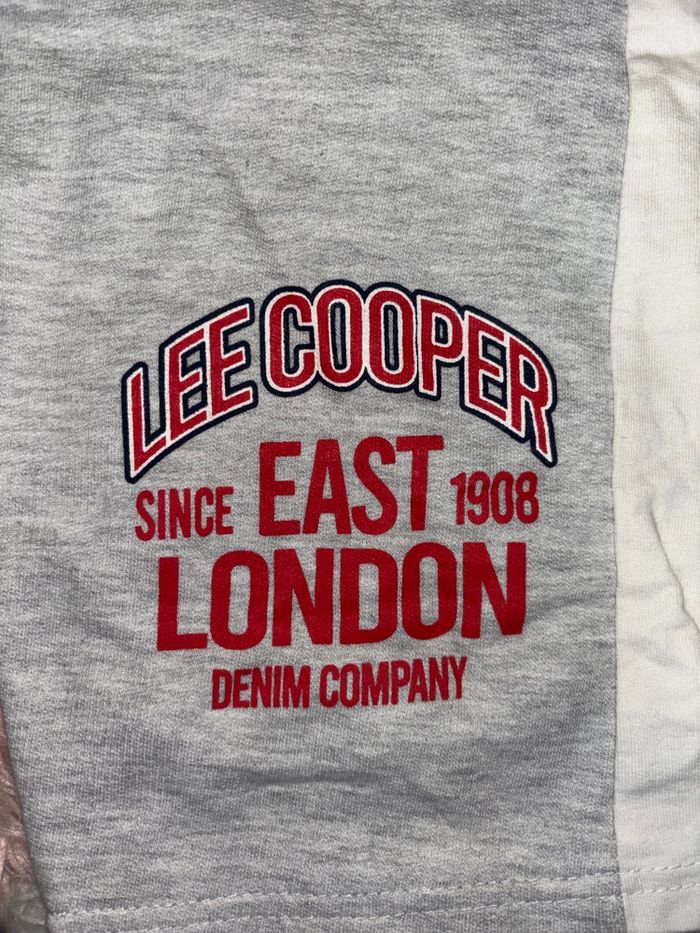 LEE COOPER
SINCE EAST 1908
LONDON
DENIM COMPANY